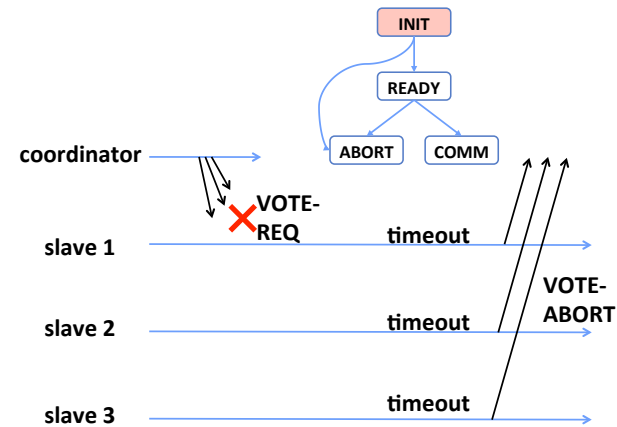 INIT
READY
ABORT COMM
coordinator
VOTE-
REQ
timeout
slave 1
VOTE-
ABORT
timeout
slave 2
timeout
slave 3